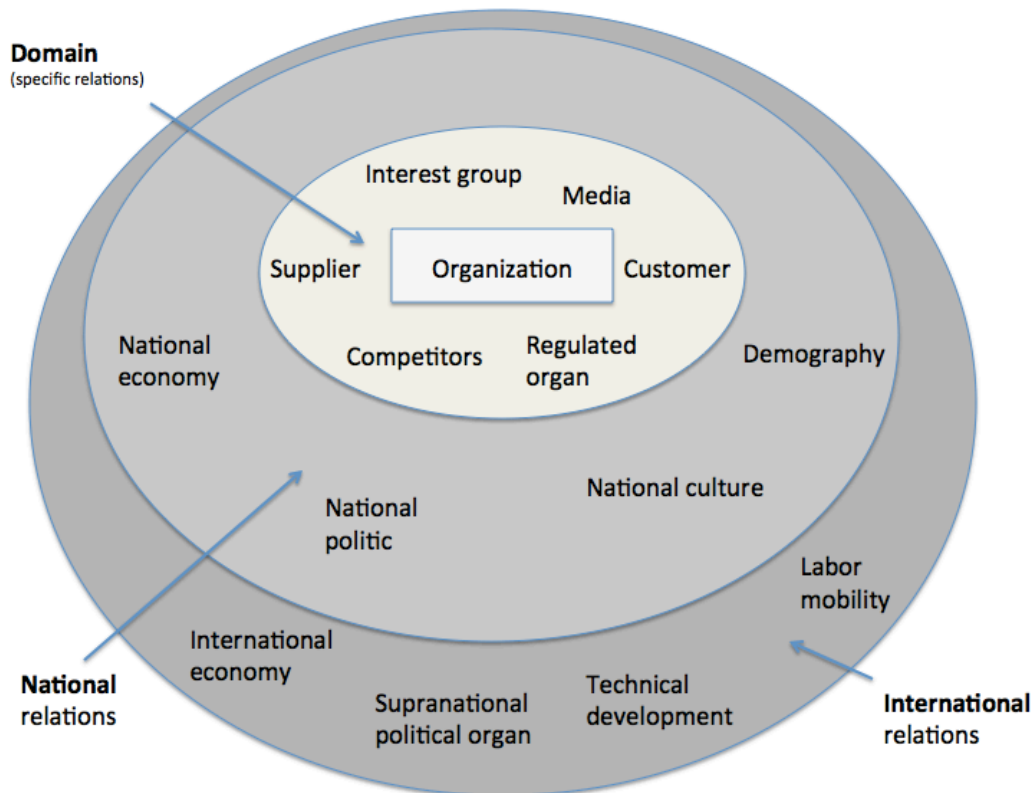 Domain
(specific relations)
Interest group
Media
Supplier
Organization
Customer
Competitors
Regulated
organ
National
economy
Demography
National culture
National
politic
Labor
mobility
International
economy
Supranational
political organ
Technical
development
National
relations
International
relations